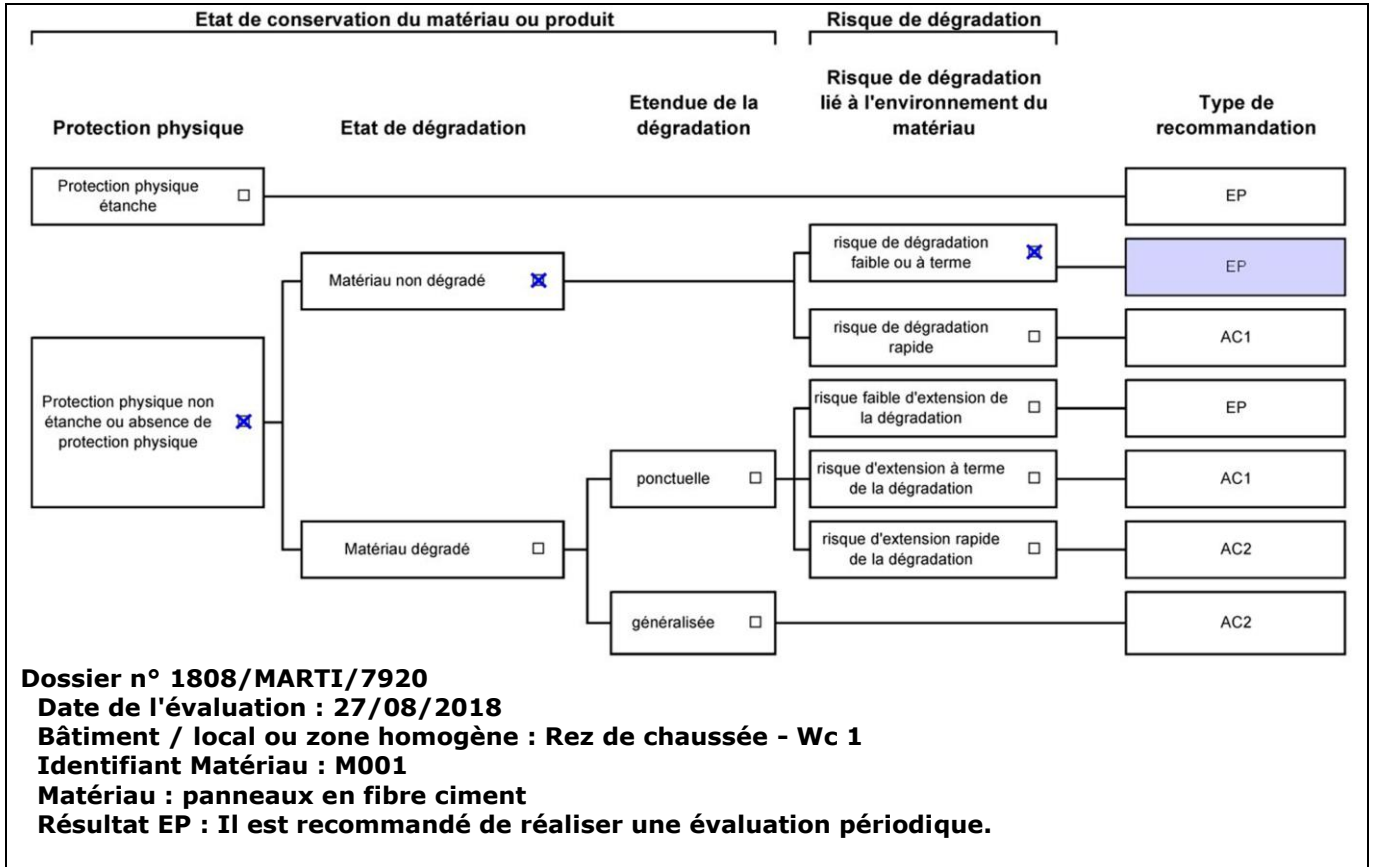 Etat de conservation du matériau ou produit
Risque de dégradation
Protection physique
Etat de dégradation
Etendue de la
dégradation
Risque de dégradation
lié à l'environnement du
matériau
Type de
recommandation
Protection physique
étanche
EP
risque de dégradation
faible ou à terme
EP
Matériau non dégradé
risque de dégradation
rapide
AC1
Protection physique non
étanche ou absence de
protection physique
risque faible d'extension de
la dégradation
EP
ponctuelle
risque d'extension à terme
de la dégradation
AC1
Matériau dégradé
risque d'extension rapide
de la dégradation
AC2
généralisée
AC2
Dossier n° 1808/MARTI/7920
Date de l'évaluation : 27/08/2018
Bâtiment / local ou zone homogène : Rez de chaussée - Wc 1
Identifiant Matériau : M001
Matériau : panneaux en fibre ciment
Résultat EP : Il est recommandé de réaliser une évaluation périodique.